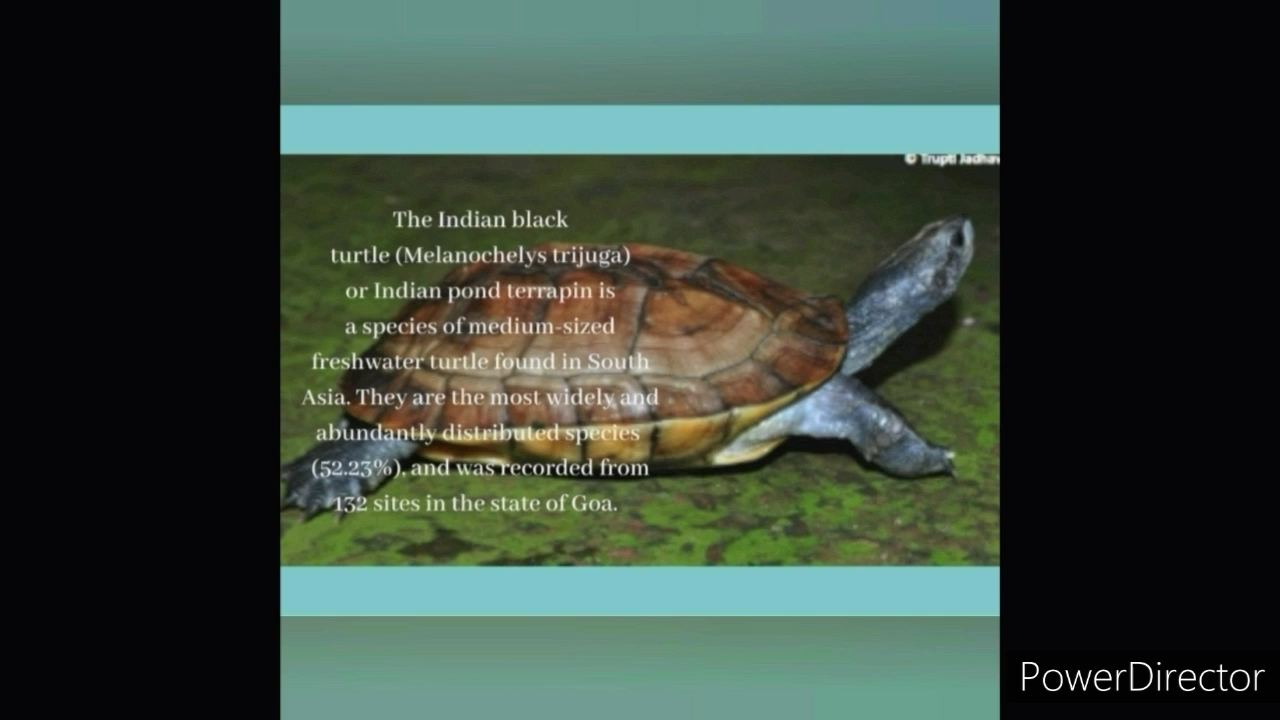 © Trupti Jadhav
The Indian black
turtle (Melanochelys trijuga)
or Indian pond terrapin is
a species of medium-sized
freshwater turtle found in South
Asia. They are the most widely and
abundantly distributed species
(52.23%), and was recorded from
132 sites in the state of Goa.
PowerDirector